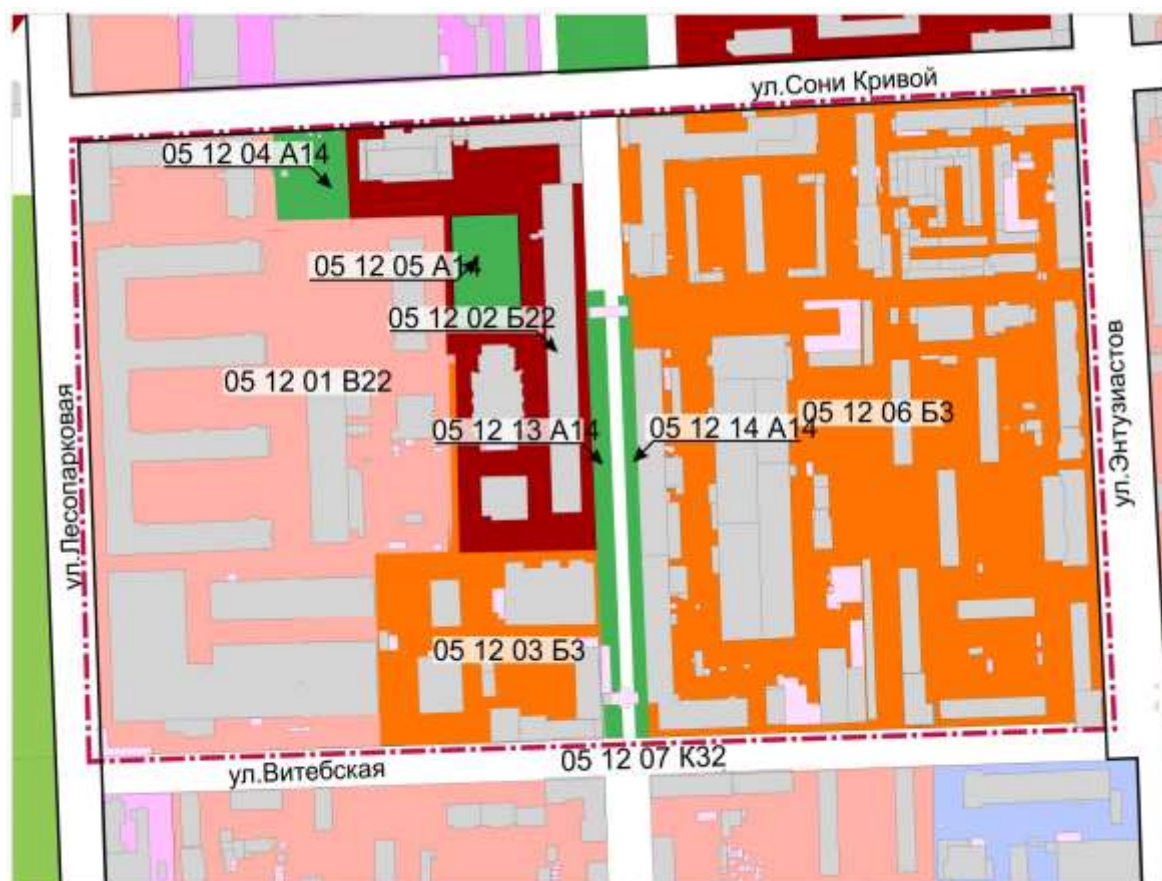 ул.Сони Кривой
05 12 04 А14
05 12 05 А14
05 12 02 Б22
05 12 01 В22
05 12 13 А14
05 12 14 А14
05 12 06 Б3
ул.Лесопарковая
ул.Энтузиастов
05 12 03 Б3
05 12 07 К32
ул.Витебская